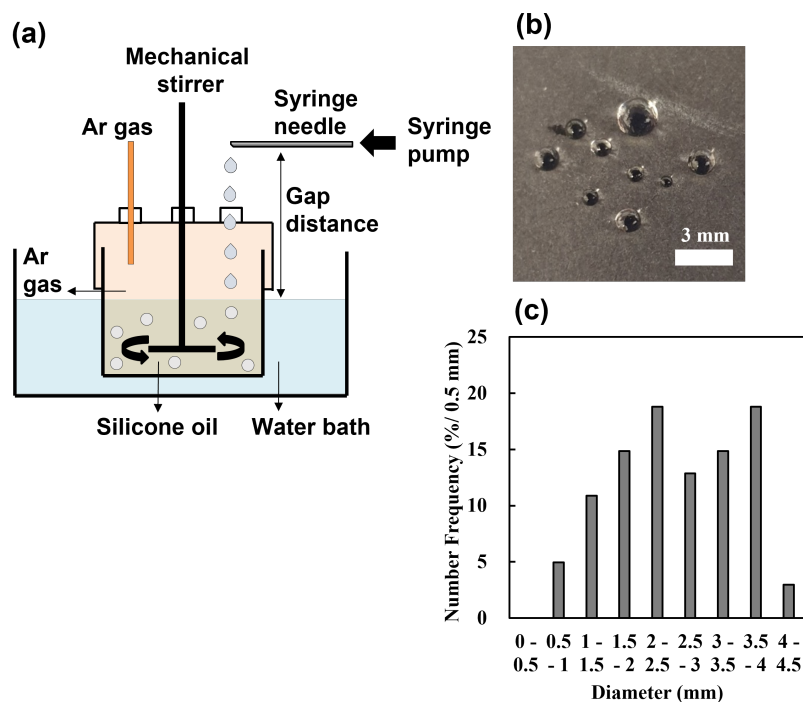 (a)
Mechanical
stirrer
Ar gas
Syringe
needle
Syringe
pump
Gap
distance
Ar
gas
Silicone oil
Water bath
(b)
3 mm
(c)
Number Frequency (%/ 0.5 mm)
25
20
15
10
5
0
0 - 0.5 1 - 1.5 2 - 2.5 3 - 3.5 4 -
0.5 - 1 1.5 - 2 2.5 - 3 3.5 - 4 4.5
Diameter (mm)